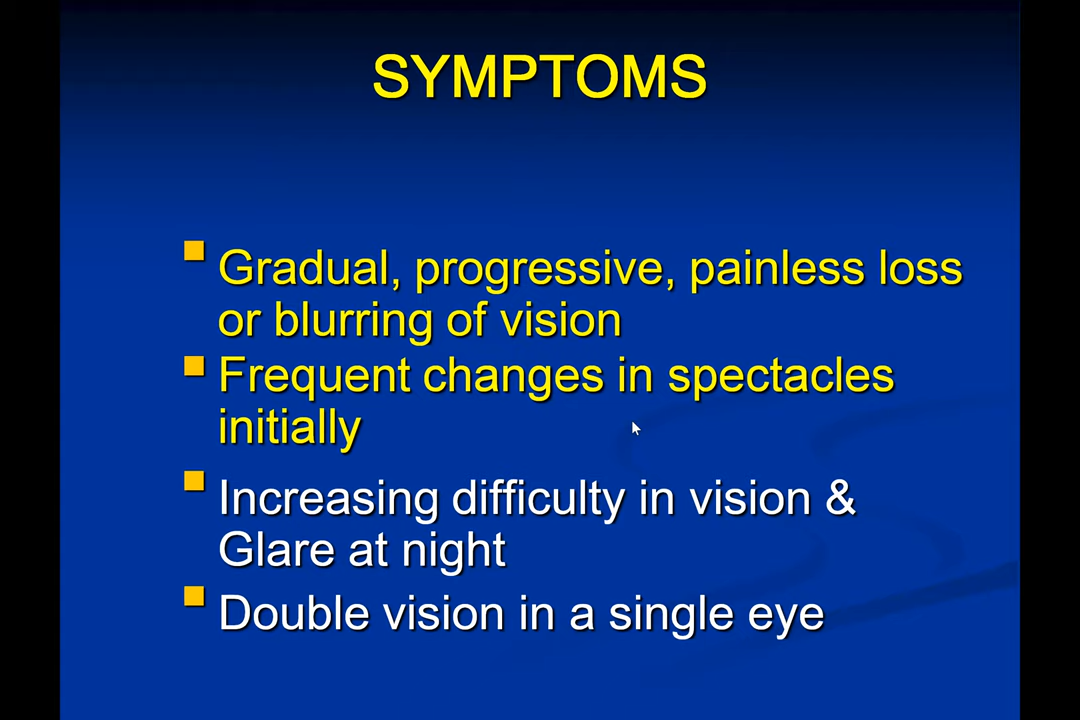 SYMPTOMS
Gradual, progressive, painless loss
or blurring of vision
Frequent changes in spectacles
initially
Increasing difficulty in vision &
Glare at night
Double vision in a single eye